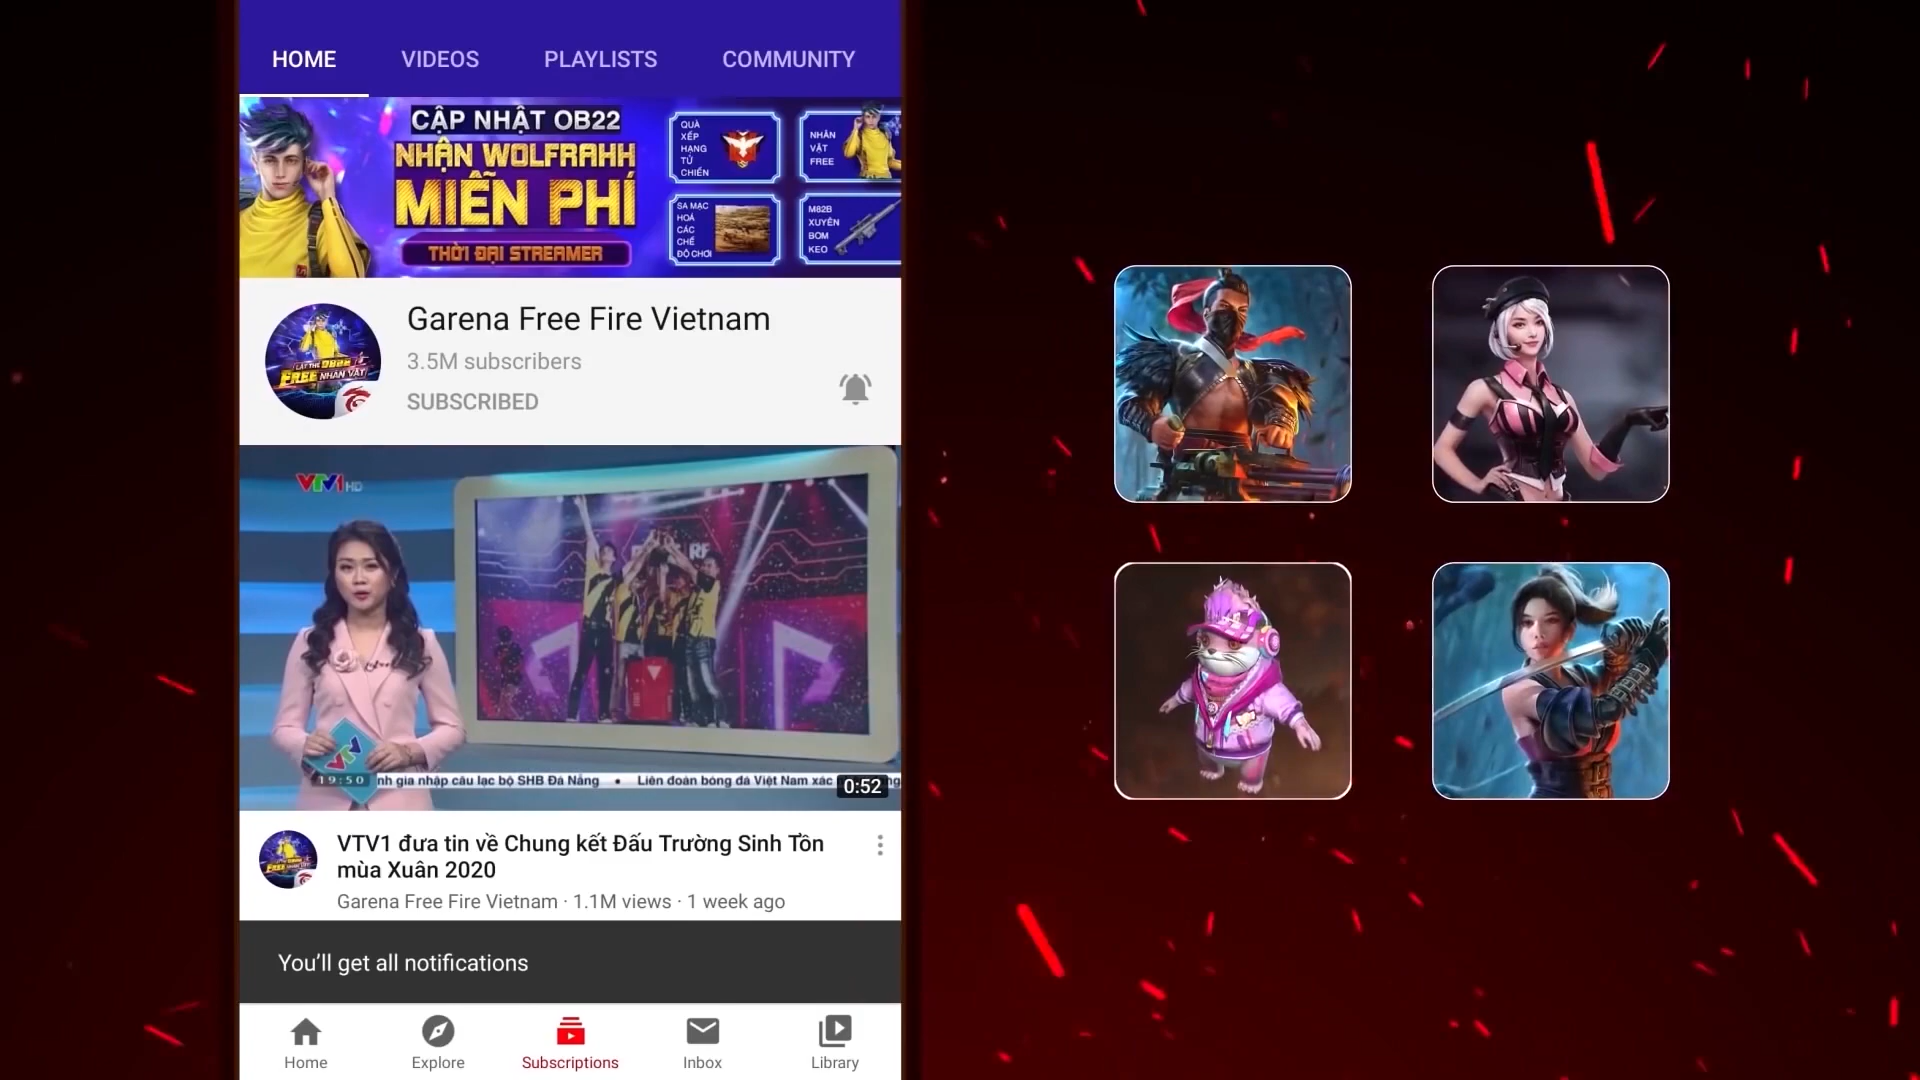 HOME
VIDEOS
PLAYLISTS
COMMUNITY
CẬP NHẬT OB22
NHẬN WOLFRAHH
MIỄN PHÍ
THỜI ĐẠI STREAMER
QUÀ
XẾP
HẠNG
TỬ
CHIẾN
NHÂN
VẬT
FREE
SA MẠC
HOÁ
CÁC
CHẾ
ĐỘ CHƠI
M82B
XUYÊN
BOM
KEO
FREE NHÂN VẬT
Garena Free Fire Vietnam
3.5M subscribers
SUBSCRIBED
VTV1 HD
VTV
19:50
nh gia nhập câu lạc bộ SHB Đà Nẵng • Liên đoàn bóng đá Việt Nam xác
0:52
VTV1 đưa tin về Chung kết Đấu Trường Sinh Tồn
mùa Xuân 2020
Garena Free Fire Vietnam · 1.1M views · 1 week ago
You’ll get all notifications
Home
Explore
Subscriptions
Inbox
Library